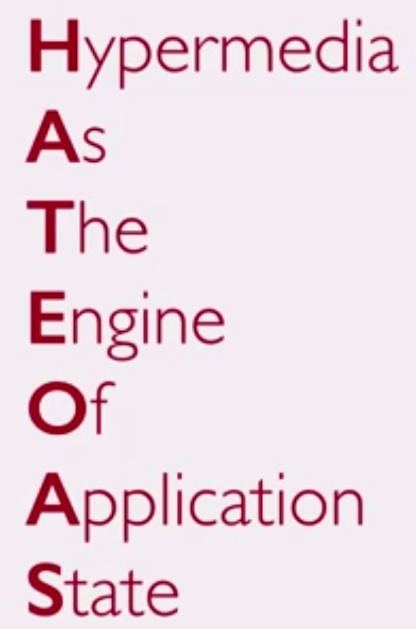 Hypermedia
As
The
Engine
Of
Application
State